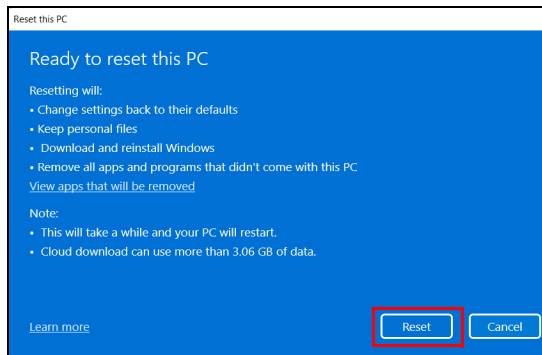 Reset this PC
Ready to reset this PC
Resetting will:
• Change settings back to their defaults
• Keep personal files
• Download and reinstall Windows
• Remove all apps and programs that didn't come with this PC
View apps that will be removed
Note:
• This will take a while and your PC will restart.
• Cloud download can use more than 3.06 GB of data.
Learn more
Reset
Cancel